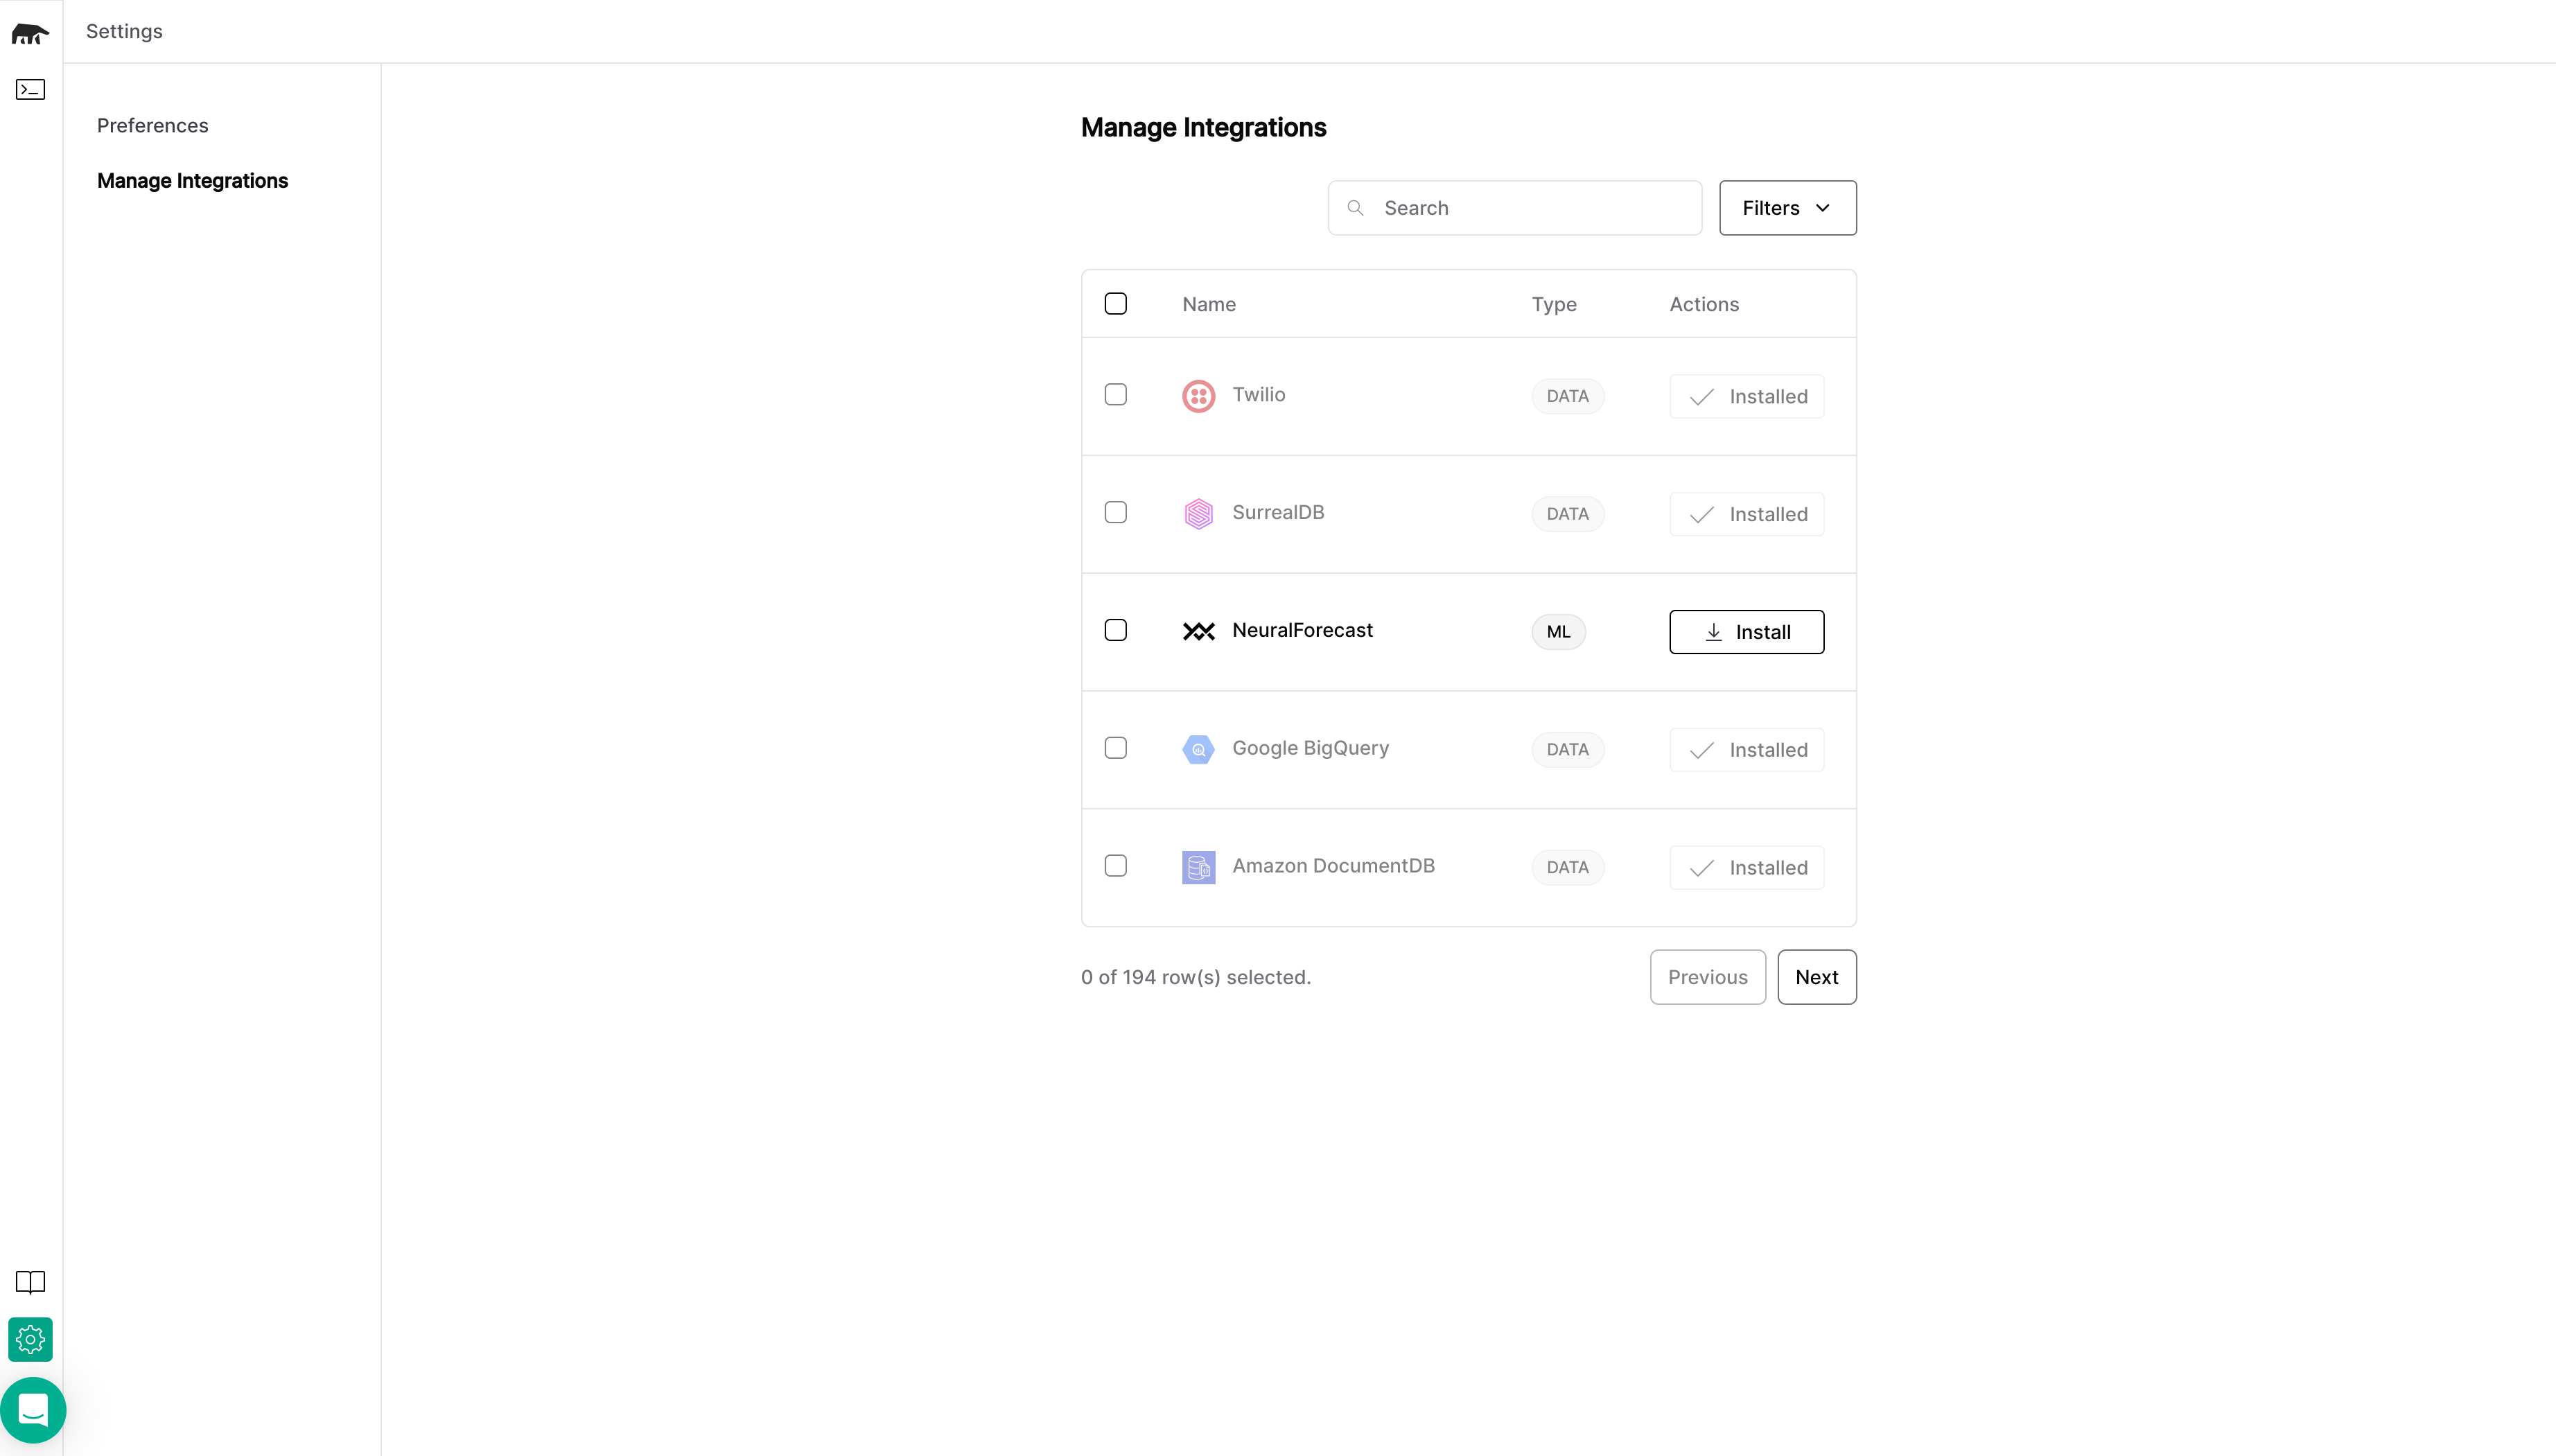 Settings
Preferences
Manage Integrations
Manage Integrations
Search
Filters
Name Type Actions
Twilio DATA Installed
SurrealDB DATA Installed
NeuralForecast ML Install
Google BigQuery DATA Installed
Amazon DocumentDB DATA Installed
0 of 194 row(s) selected.
Previous Next